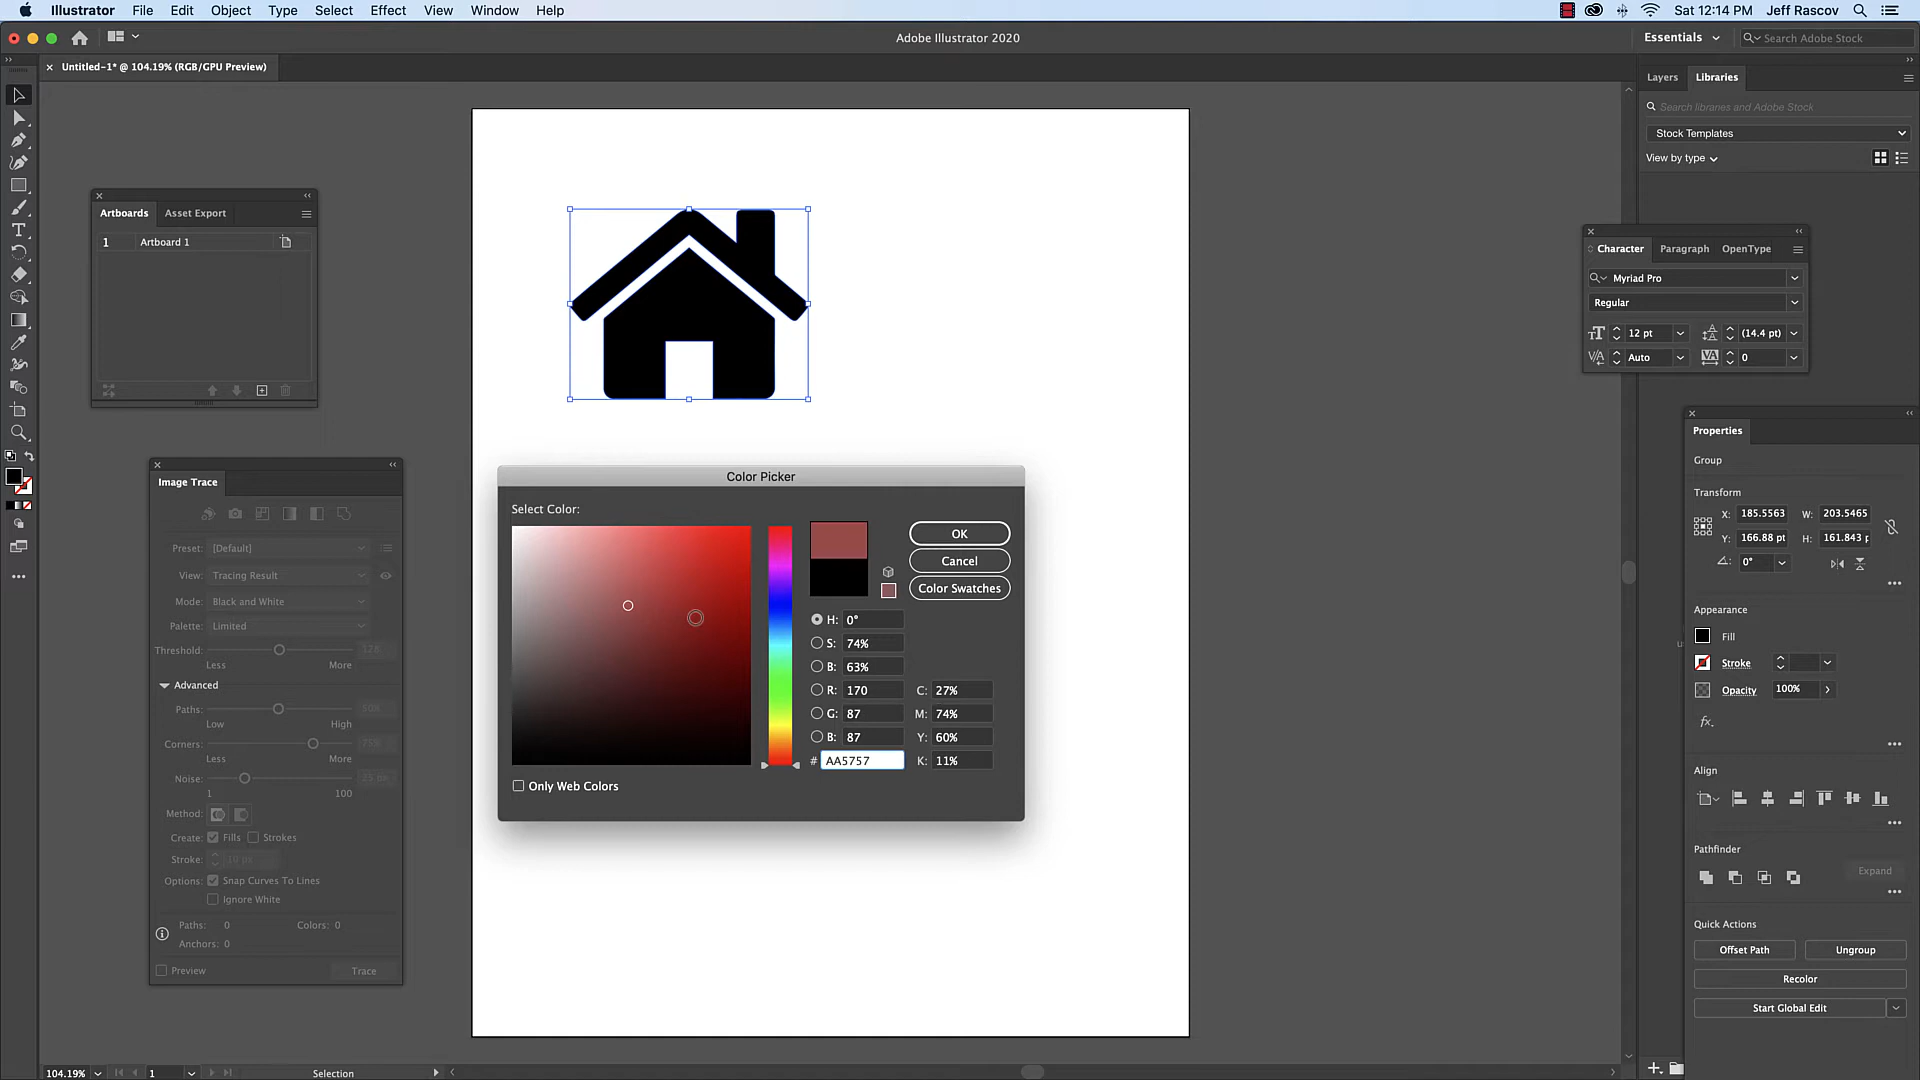 Illustrator File Edit Object Type Select Effect View Window Help
Sat 12:14 PM Jeff Rascov
Adobe Illustrator 2020
Essentials
Search Adobe Stock
Untitled-1* @ 104.19% (RGB/GPU Preview)
Layers Libraries
Search libraries and Adobe Stock
Stock Templates
View by type
Artboards Asset Export
1 Artboard 1
Character Paragraph OpenType
Myriad Pro
Regular
12 pt (14.4 pt)
Auto 0
Image Trace
Preset: [Default]
View: Tracing Result
Mode: Black and White
Palette: Limited
Threshold: 128
Less More
Advanced
Paths: 50%
Low High
Corners: 75%
Less More
Noise: 25 px
1 100
Method:
Create: Fills Strokes
Stroke: 10 px
Options: Snap Curves To Lines
Ignore White
Paths: 0 Colors: 0
Anchors: 0
Preview Trace
Color Picker
Select Color:
OK
Cancel
Color Swatches
H: 0°
S: 74%
B: 63%
R: 170 C: 27%
G: 87 M: 74%
B: 87 Y: 60%
# AA5757 K: 11%
Only Web Colors
Properties
Group
Transform
X: 185.5563 W: 203.5465
Y: 166.88 pt H: 161.843 p
0°
Appearance
Fill
Stroke
Opacity 100%
fx.
Align
Pathfinder
Expand
Quick Actions
Offset Path Ungroup
Recolor
Start Global Edit
104.19% 1 Selection